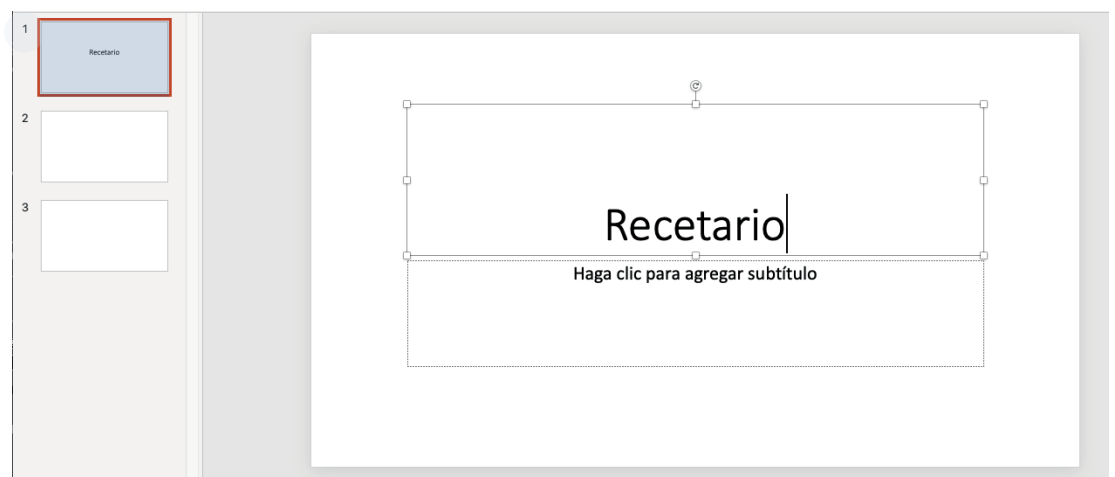 1
Recetario
2
3
Recetario
Haga clic para agregar subtítulo